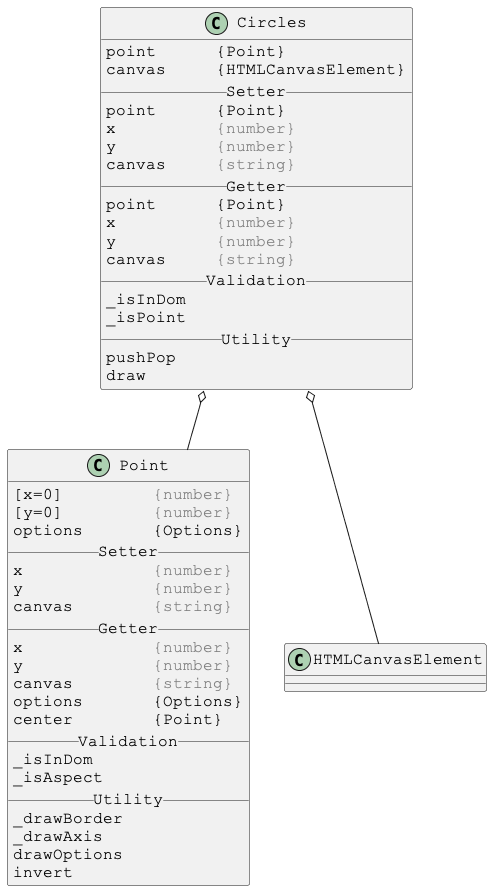 C Circles
point {Point}
canvas {HTMLCanvasElement}
Setter
point {Point}
x {number}
y {number}
canvas {string}
Getter
point {Point}
x {number}
y {number}
canvas {string}
Validation
_isInDom
_isPoint
Utility
pushPop
draw
C Point
[x=0] {number}
[y=0] {number}
options {Options}
Setter
x {number}
y {number}
canvas {string}
Getter
x {number}
y {number}
canvas {string}
options {Options}
center {Point}
Validation
_isInDom
_isAspect
Utility
_drawBorder
_drawAxis
drawOptions
invert
C HTMLCanvasElement